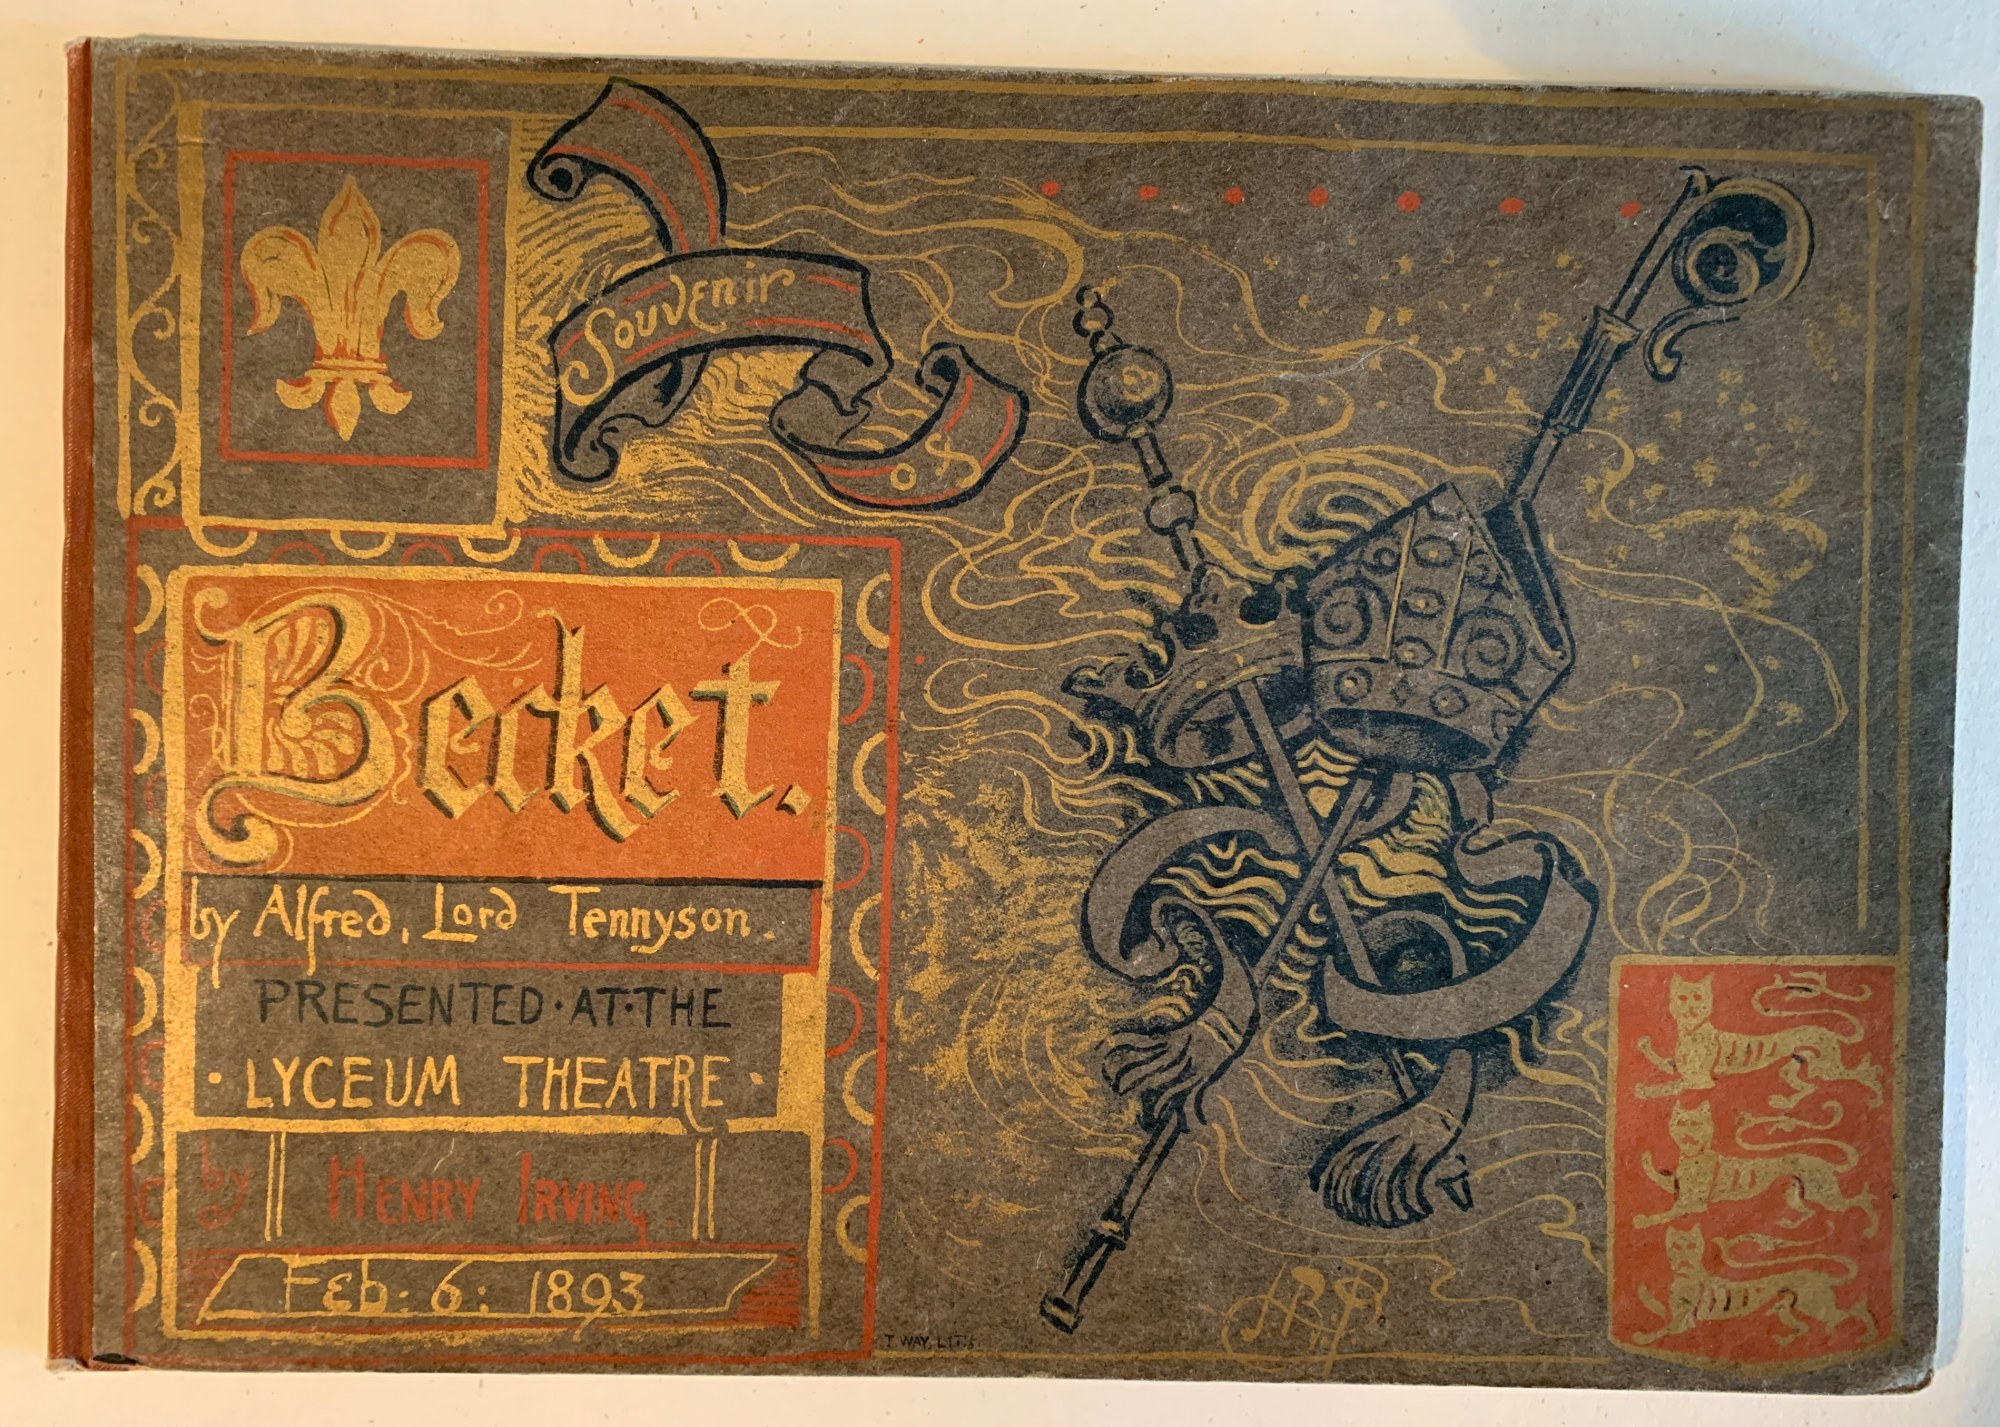 Souvenir
of
Becket.
by Alfred, Lord Tennyson.
PRESENTED · AT · THE
· LYCEUM THEATRE ·
by HENRY IRVING.
FEb. 6: 1893
T WAY, LITH.